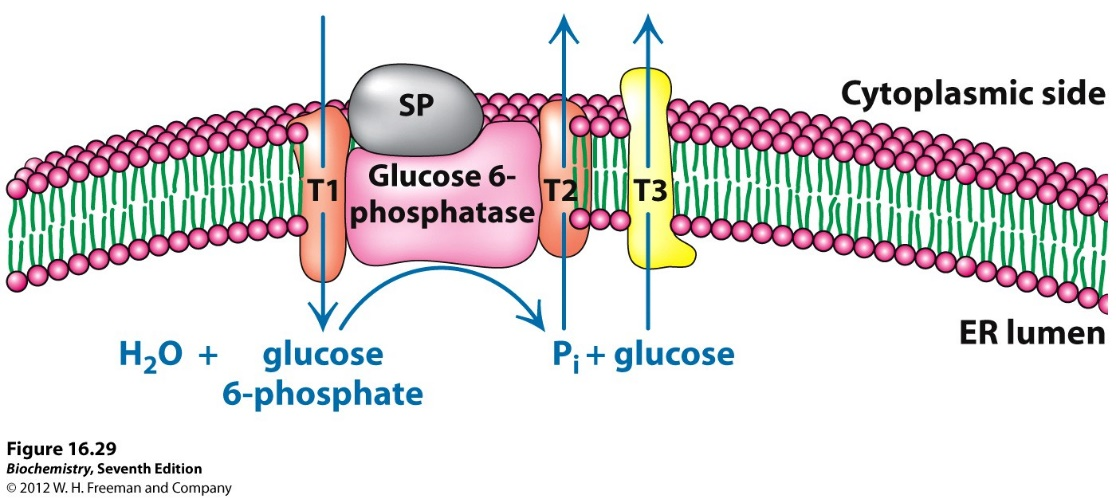 Cytoplasmic side
SP
T1
Glucose 6-
phosphatase
T2
T3
ER lumen
H₂O + glucose
6-phosphate
Pᵢ + glucose
Figure 16.29
Biochemistry, Seventh Edition
© 2012 W. H. Freeman and Company